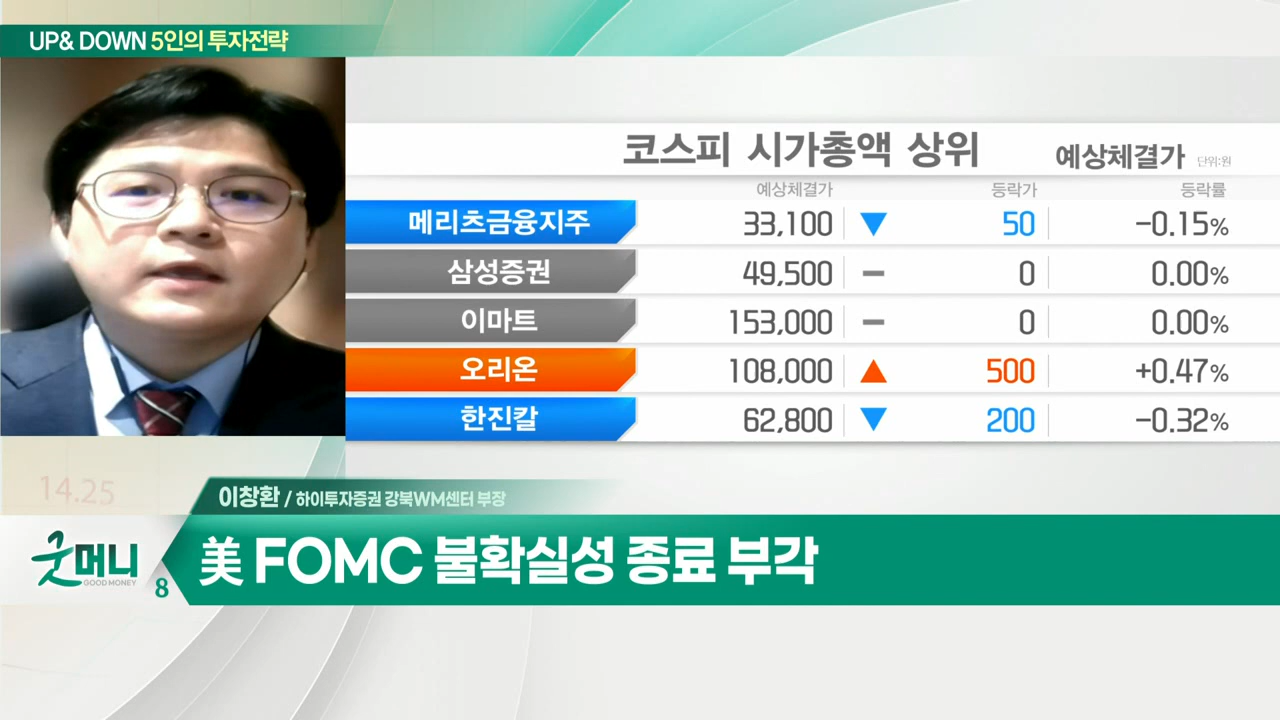 UP& DOWN 5인의 투자전략
코스피 시가총액 상위 예상체결가 단위:원
예상체결가 등락가 등락률
메리츠금융지주 33,100 ▼ 50 -0.15%
삼성증권 49,500 － 0 0.00%
이마트 153,000 － 0 0.00%
오리온 108,000 ▲ 500 +0.47%
한진칼 62,800 ▼ 200 -0.32%
14.25
이창환 / 하이투자증권 강북WM센터 부장
굿머니
GOOD MONEY
8
美 FOMC 불확실성 종료 부각